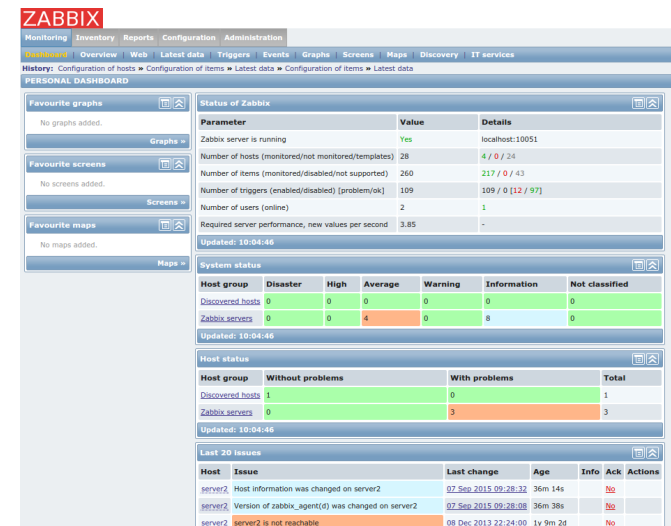 ZABBIX
Monitoring Inventory Reports Configuration Administration
Dashboard Overview Web Latest data Triggers Events Graphs Screens Maps Discovery IT services
History: Configuration of hosts » Configuration of items » Latest data » Configuration of items » Latest data
PERSONAL DASHBOARD
Favourite graphs
No graphs added.
Graphs »
Favourite screens
No screens added.
Screens »
Favourite maps
No maps added.
Maps »
Status of Zabbix
Parameter Value Details
Zabbix server is running Yes localhost:10051
Number of hosts (monitored/not monitored/templates) 28 4 / 0 / 24
Number of items (monitored/disabled/not supported) 260 217 / 0 / 43
Number of triggers (enabled/disabled) [problem/ok] 109 109 / 0 [12 / 97]
Number of users (online) 2 1
Required server performance, new values per second 3.85 -
Updated: 10:04:46
System status
Host group Disaster High Average Warning Information Not classified
Discovered hosts 0 0 0 0 0 0
Zabbix servers 0 0 4 0 8 0
Updated: 10:04:46
Host status
Host group Without problems With problems Total
Discovered hosts 1 0 1
Zabbix servers 0 3 3
Updated: 10:04:46
Last 20 issues
Host Issue Last change Age Info Ack Actions
server2 Host information was changed on server2 07 Sep 2015 09:28:32 36m 14s No
server2 Version of zabbix_agent(d) was changed on server2 07 Sep 2015 09:28:08 36m 38s No
server2 server2 is not reachable 08 Dec 2013 22:24:00 1y 9m 2d No